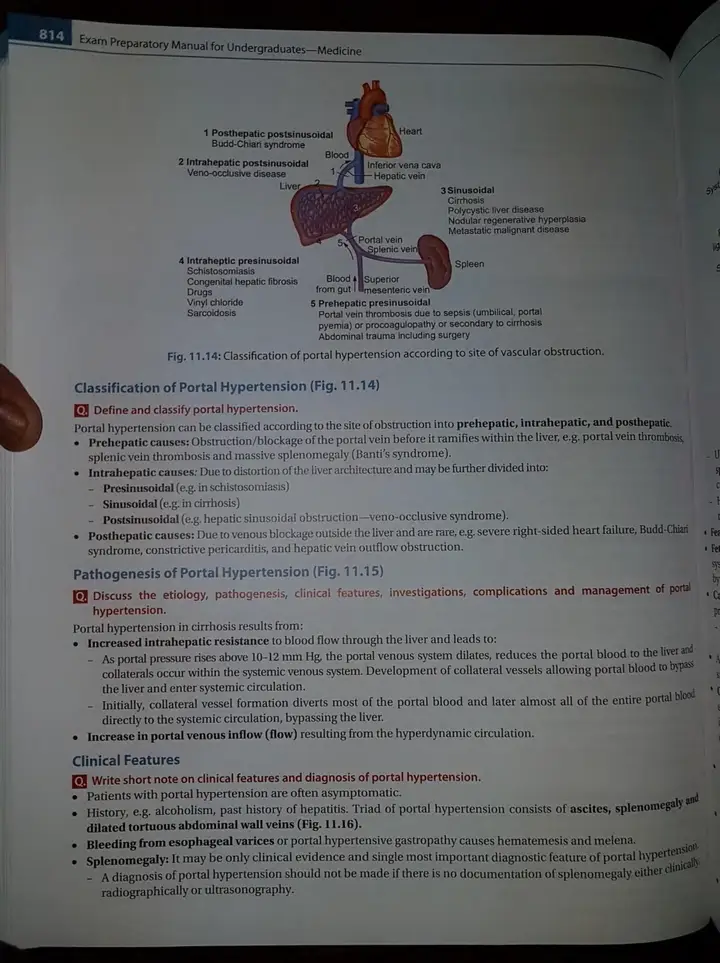 814 Exam Preparatory Manual for Undergraduates—Medicine
Heart
1 Posthepatic postsinusoidal
Budd-Chiari syndrome
Blood
2 Intrahepatic postsinusoidal
Veno-occlusive disease
Inferior vena cava
1
Hepatic vein
Liver
2
3 Sinusoidal
Cirrhosis
Polycystic liver disease
Nodular regenerative hyperplasia
Metastatic malignant disease
3
4
5
Portal vein
Splenic vein
Spleen
4 Intraheptic presinusoidal
Schistosomiasis
Congenital hepatic fibrosis
Drugs
Vinyl chloride
Sarcoidosis
Blood
from gut
Superior
mesenteric vein
5 Prehepatic presinusoidal
Portal vein thrombosis due to sepsis (umbilical, portal
pyemia) or procoagulopathy or secondary to cirrhosis
Abdominal trauma including surgery
Fig. 11.14: Classification of portal hypertension according to site of vascular obstruction.
Classification of Portal Hypertension (Fig. 11.14)
Q. Define and classify portal hypertension.
Portal hypertension can be classified according to the site of obstruction into prehepatic, intrahepatic, and posthepatic.
• Prehepatic causes: Obstruction/blockage of the portal vein before it ramifies within the liver, e.g. portal vein thrombosis,
splenic vein thrombosis and massive splenomegaly (Banti's syndrome).
• Intrahepatic causes: Due to distortion of the liver architecture and may be further divided into:
– Presinusoidal (e.g. in schistosomiasis)
– Sinusoidal (e.g. in cirrhosis)
– Postsinusoidal (e.g. hepatic sinusoidal obstruction—veno-occlusive syndrome).
• Posthepatic causes: Due to venous blockage outside the liver and are rare, e.g. severe right-sided heart failure, Budd-Chiari
syndrome, constrictive pericarditis, and hepatic vein outflow obstruction.
Pathogenesis of Portal Hypertension (Fig. 11.15)
Q. Discuss the etiology, pathogenesis, clinical features, investigations, complications and management of portal
hypertension.
Portal hypertension in cirrhosis results from:
• Increased intrahepatic resistance to blood flow through the liver and leads to:
– As portal pressure rises above 10–12 mm Hg, the portal venous system dilates, reduces the portal blood to the liver and
collaterals occur within the systemic venous system. Development of collateral vessels allowing portal blood to bypass
the liver and enter systemic circulation.
– Initially, collateral vessel formation diverts most of the portal blood and later almost all of the entire portal blood
directly to the systemic circulation, bypassing the liver.
• Increase in portal venous inflow (flow) resulting from the hyperdynamic circulation.
Clinical Features
Q. Write short note on clinical features and diagnosis of portal hypertension.
• Patients with portal hypertension are often asymptomatic.
• History, e.g. alcoholism, past history of hepatitis. Triad of portal hypertension consists of ascites, splenomegaly and
dilated tortuous abdominal wall veins (Fig. 11.16).
• Bleeding from esophageal varices or portal hypertensive gastropathy causes hematemesis and melena.
• Splenomegaly: It may be only clinical evidence and single most important diagnostic feature of portal hypertension.
– A diagnosis of portal hypertension should not be made if there is no documentation of splenomegaly either clinically,
radiographically or ultrasonography.